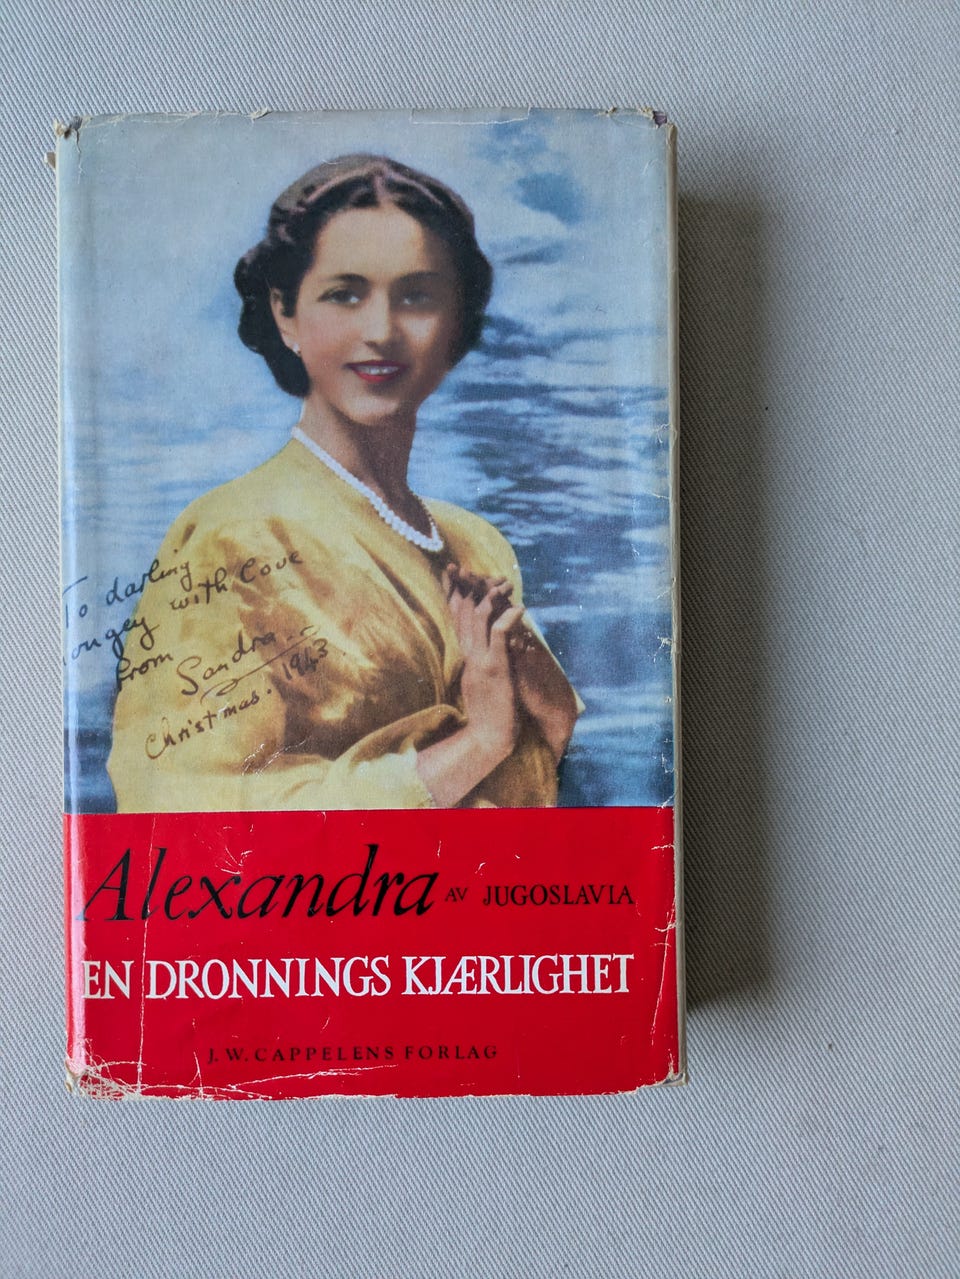 To darling
with love
From Sandra
Christmas. 1943
Alexandra AV JUGOSLAVIA
EN DRONNINGS KJÆRLIGHET
J. W. CAPPELENS FORLAG